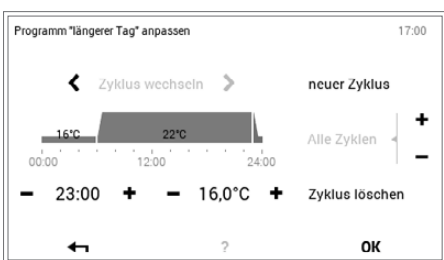 Programm "längerer Tag" anpassen 17:00
Zyklus wechseln neuer Zyklus
16°C 22°C
Alle Zyklen
00:00 12:00 24:00
− 23:00 + − 16,0°C + Zyklus löschen
? OK